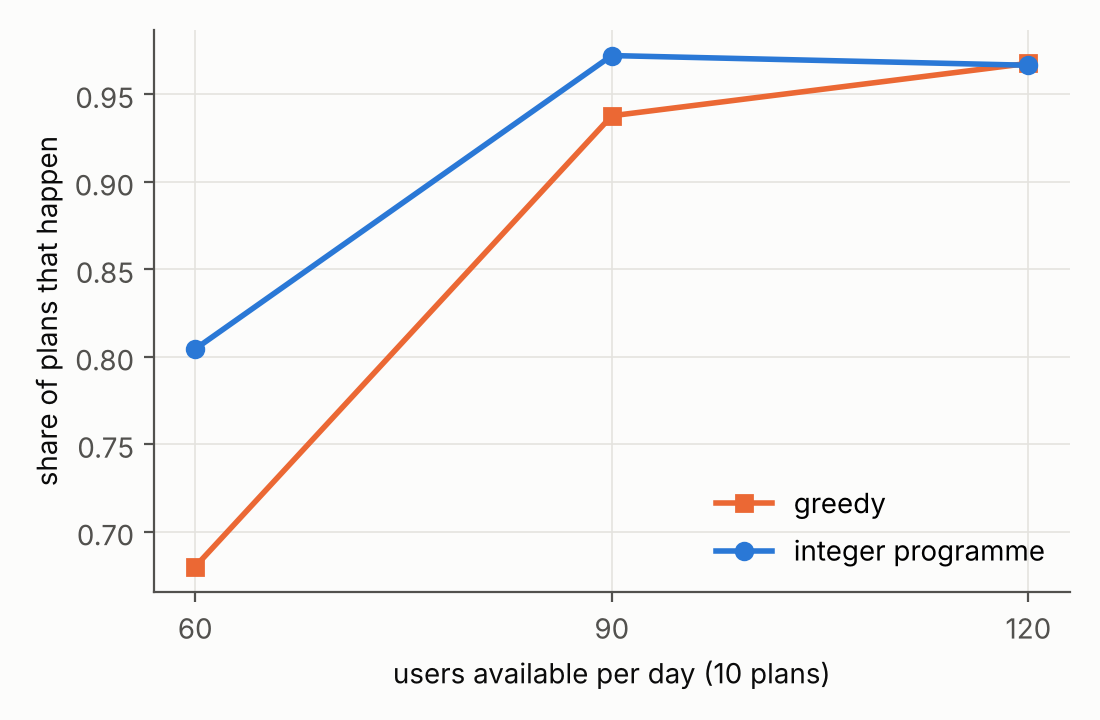 share of plans that happen
0.95
0.90
0.85
0.80
0.75
0.70
greedy
integer programme
60 90 120
users available per day (10 plans)